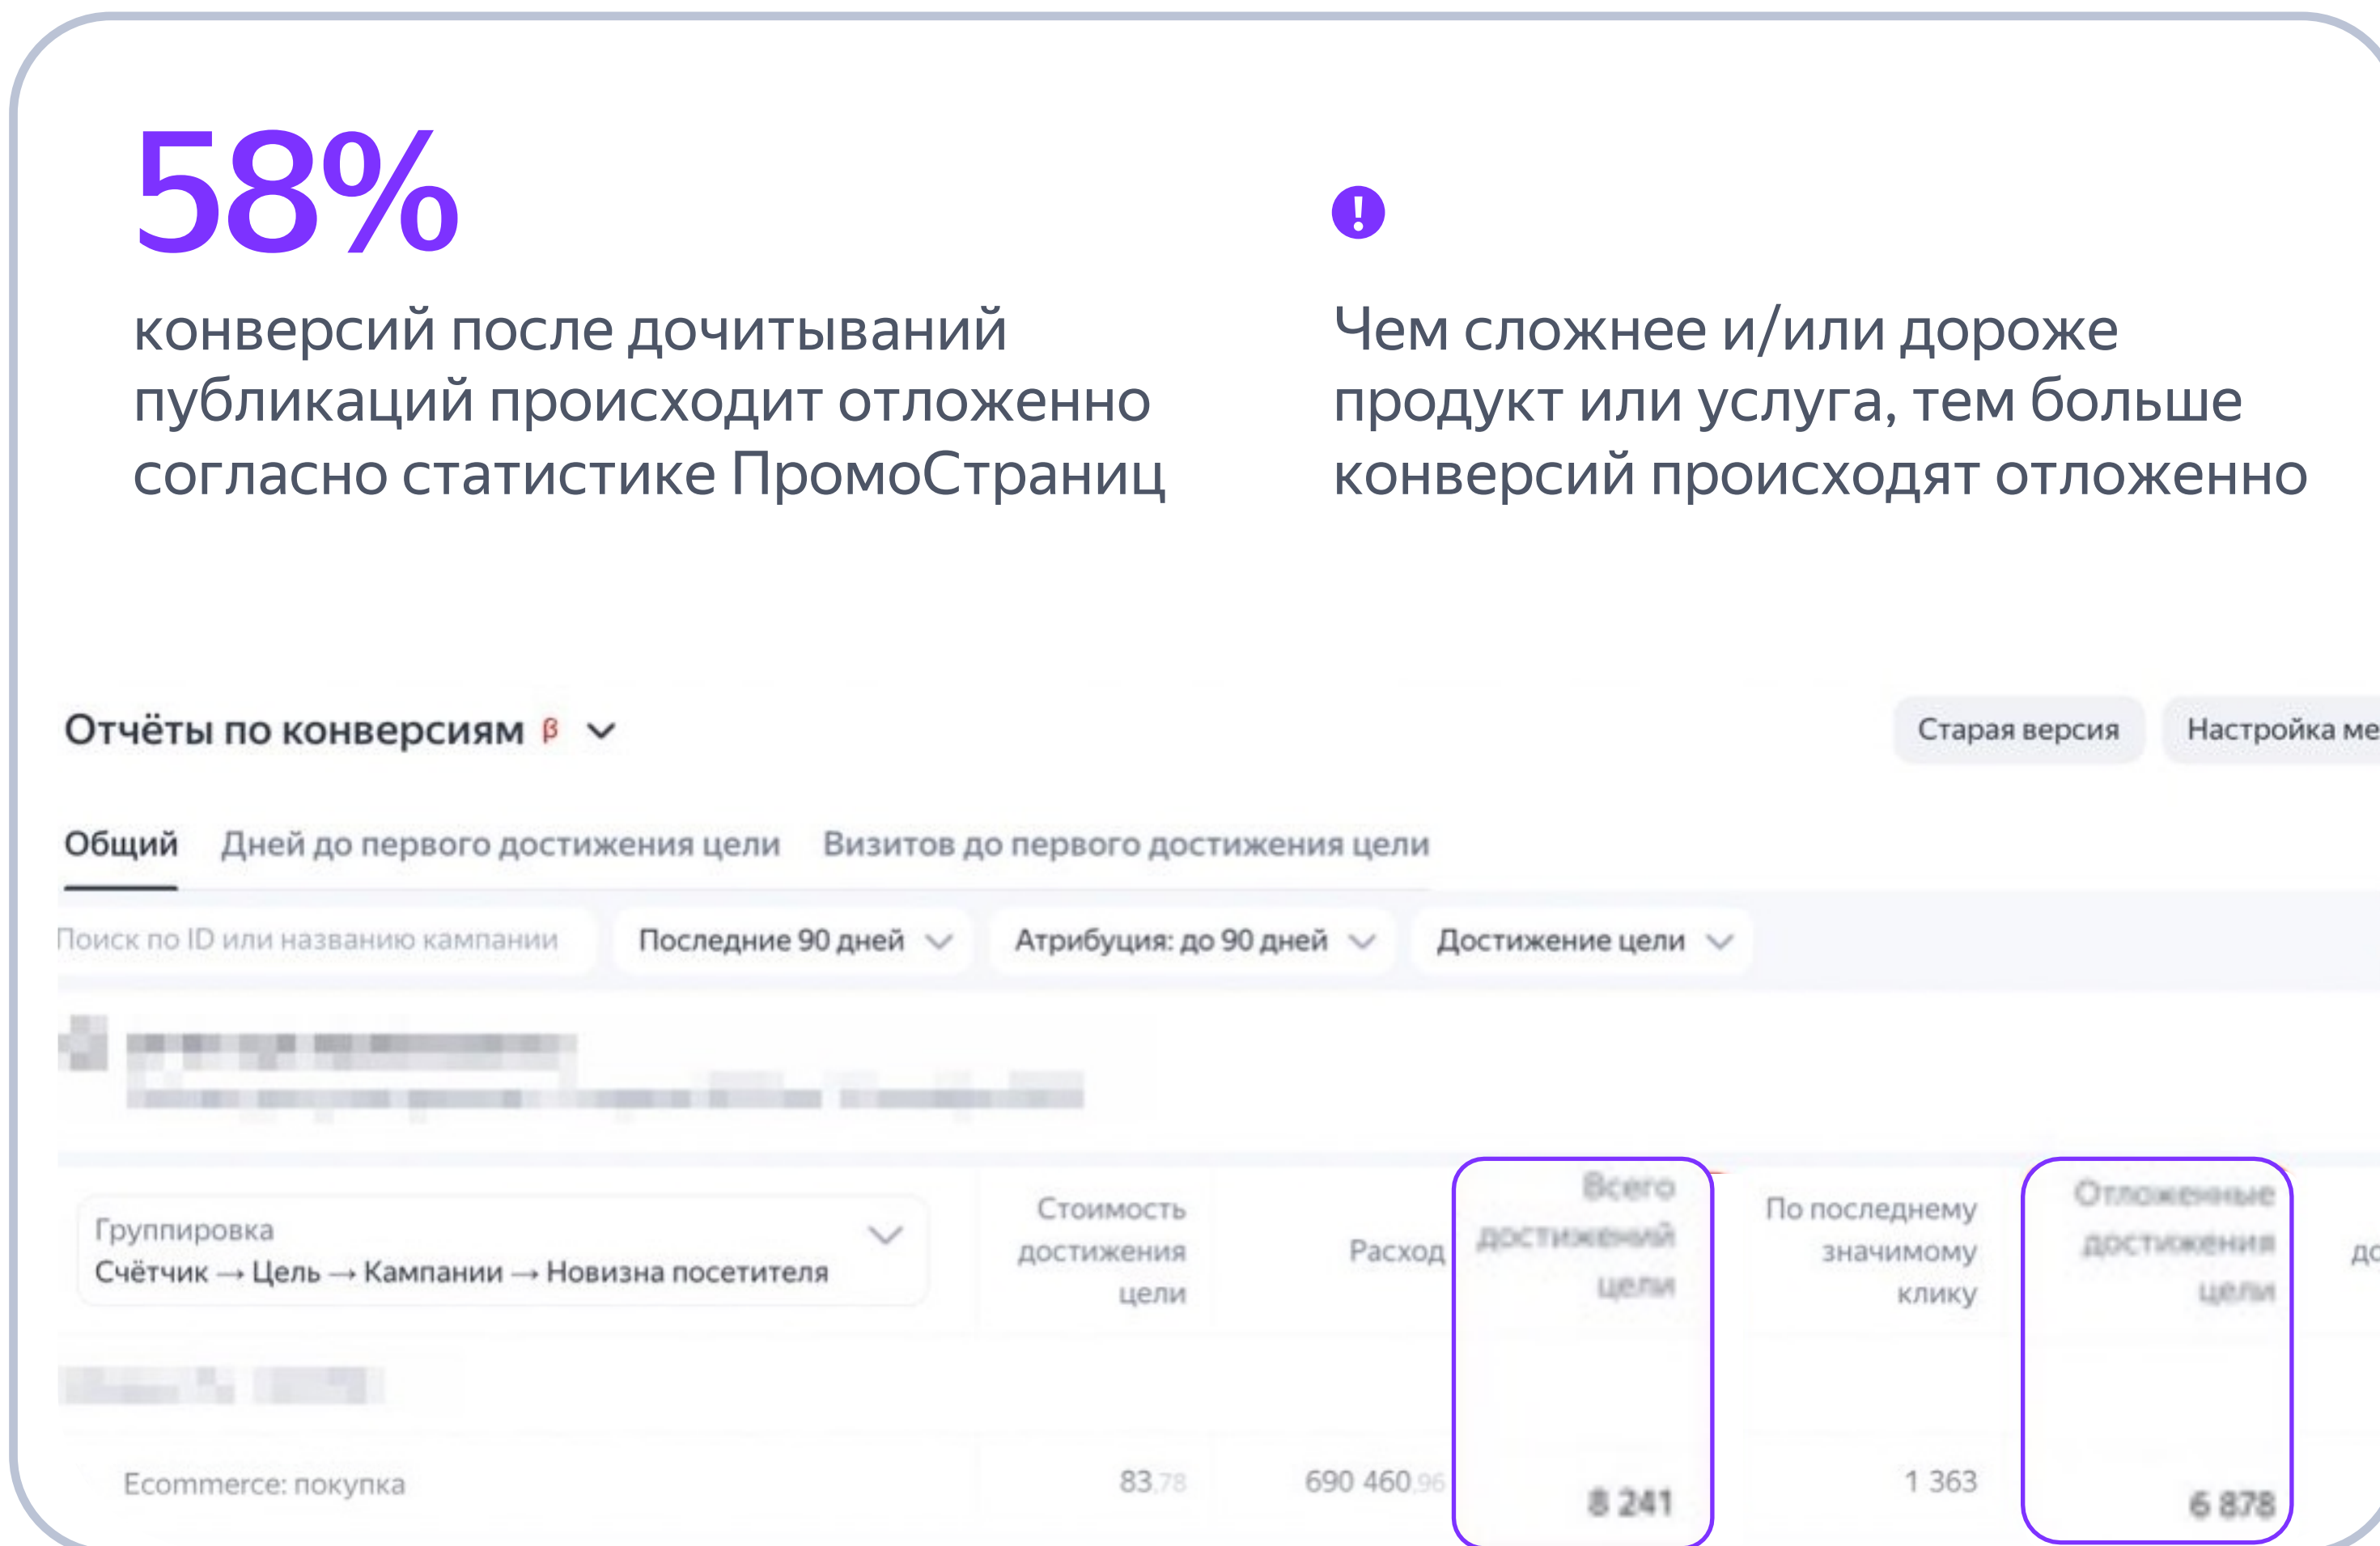 58%
конверсий после дочитываний
публикаций происходит отложенно
согласно статистике ПромоСтраниц
!
Чем сложнее и/или дороже
продукт или услуга, тем больше
конверсий происходят отложенно
Отчёты по конверсиям β
Старая версия
Настройка ме
Общий
Дней до первого достижения цели
Визитов до первого достижения цели
Поиск по ID или названию кампании
Последние 90 дней
Атрибуция: до 90 дней
Достижение цели
Группировка
Счётчик → Цель → Кампании → Новизна посетителя
Стоимость
достижения
цели
Расход
Всего
достижений
цели
По последнему
значимому
клику
Отложенные
достижения
цели
до
Ecommerce: покупка
83,78
690 460,96
8 241
1 363
6 878